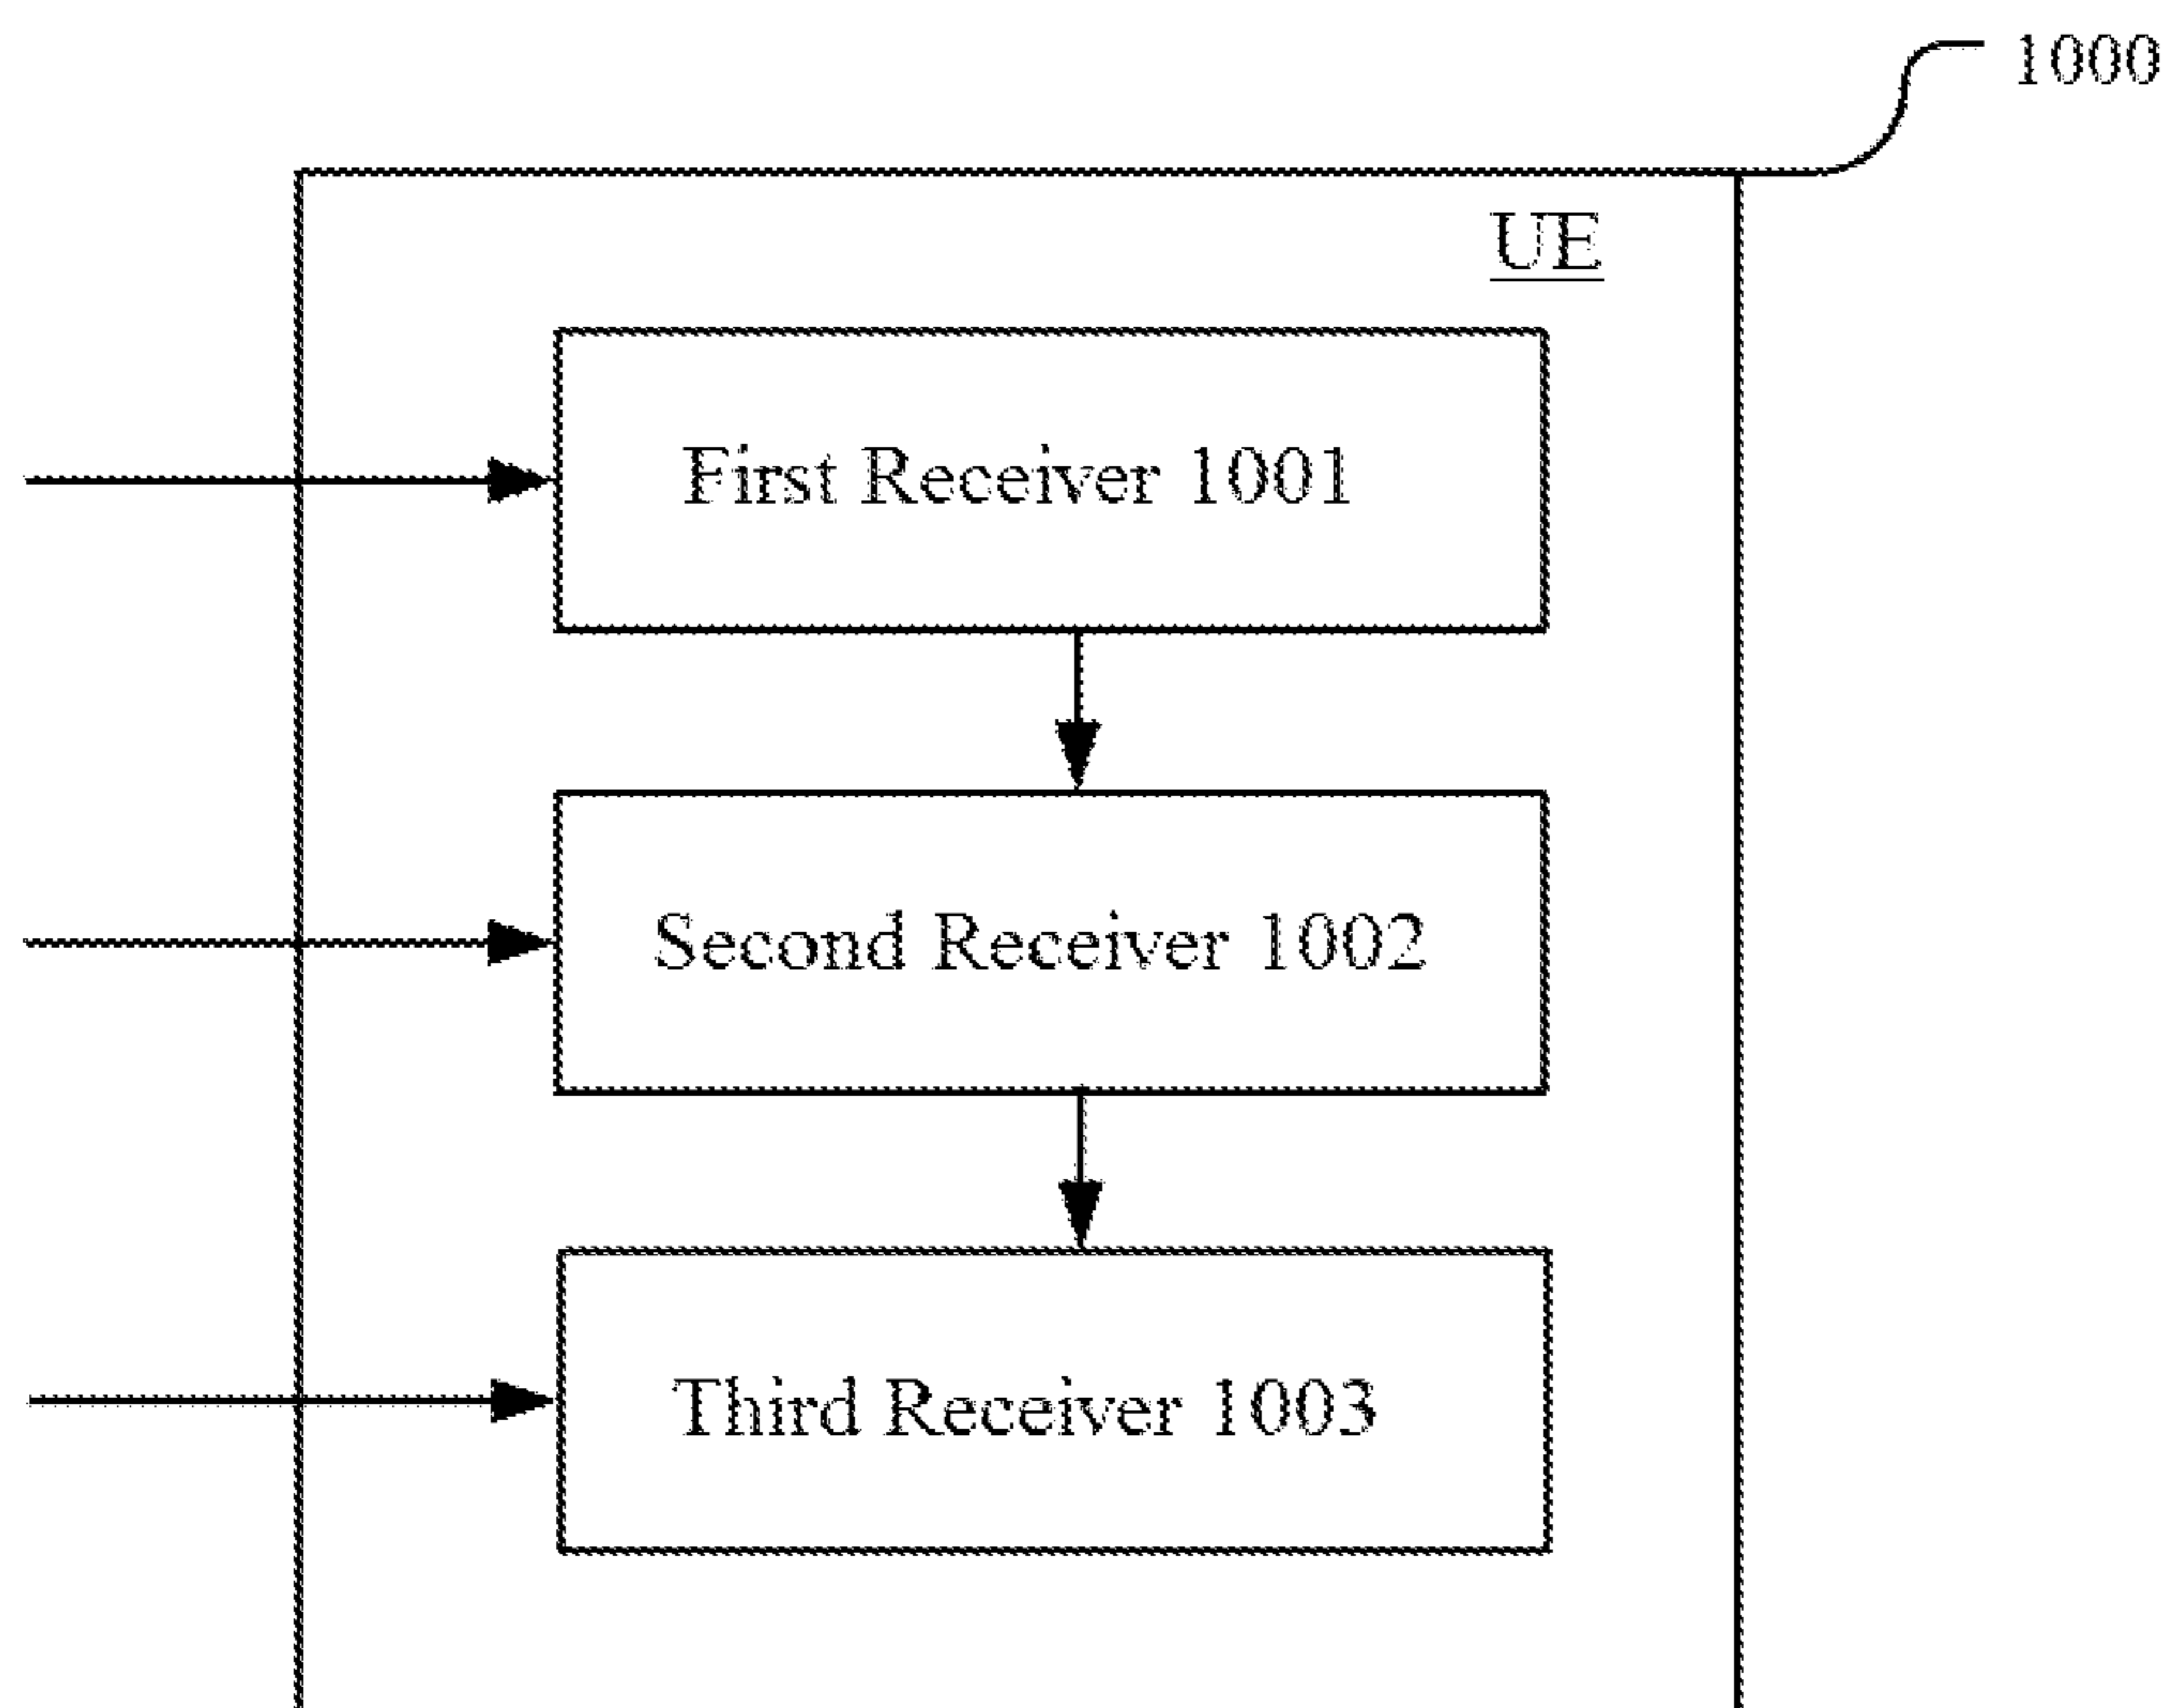 1000
UE
First Receiver 1001
Second Receiver 1002
Third Receiver 1003